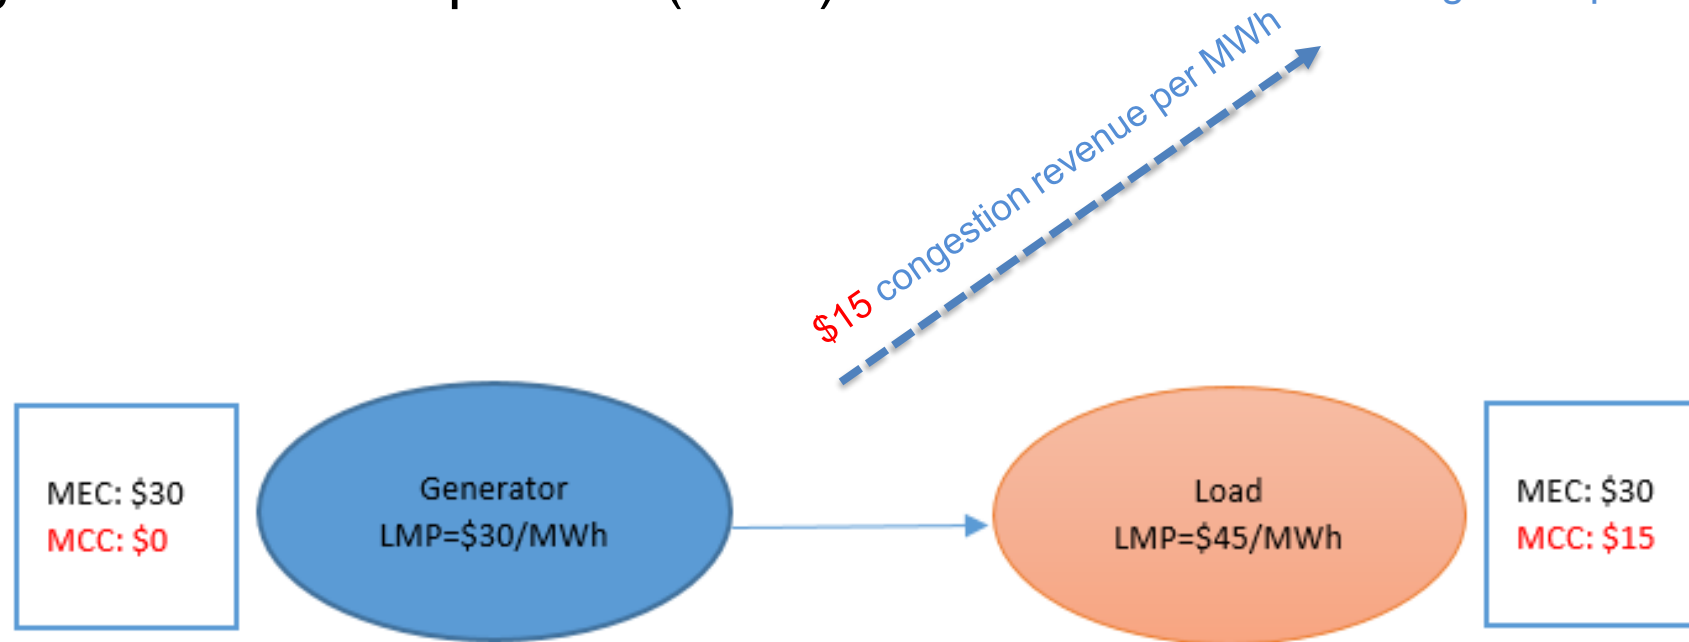 $15 congestion revenue per MWh
MEC: $30
MCC: $0
Generator
LMP=$30/MWh
Load
LMP=$45/MWh
MEC: $30
MCC: $15